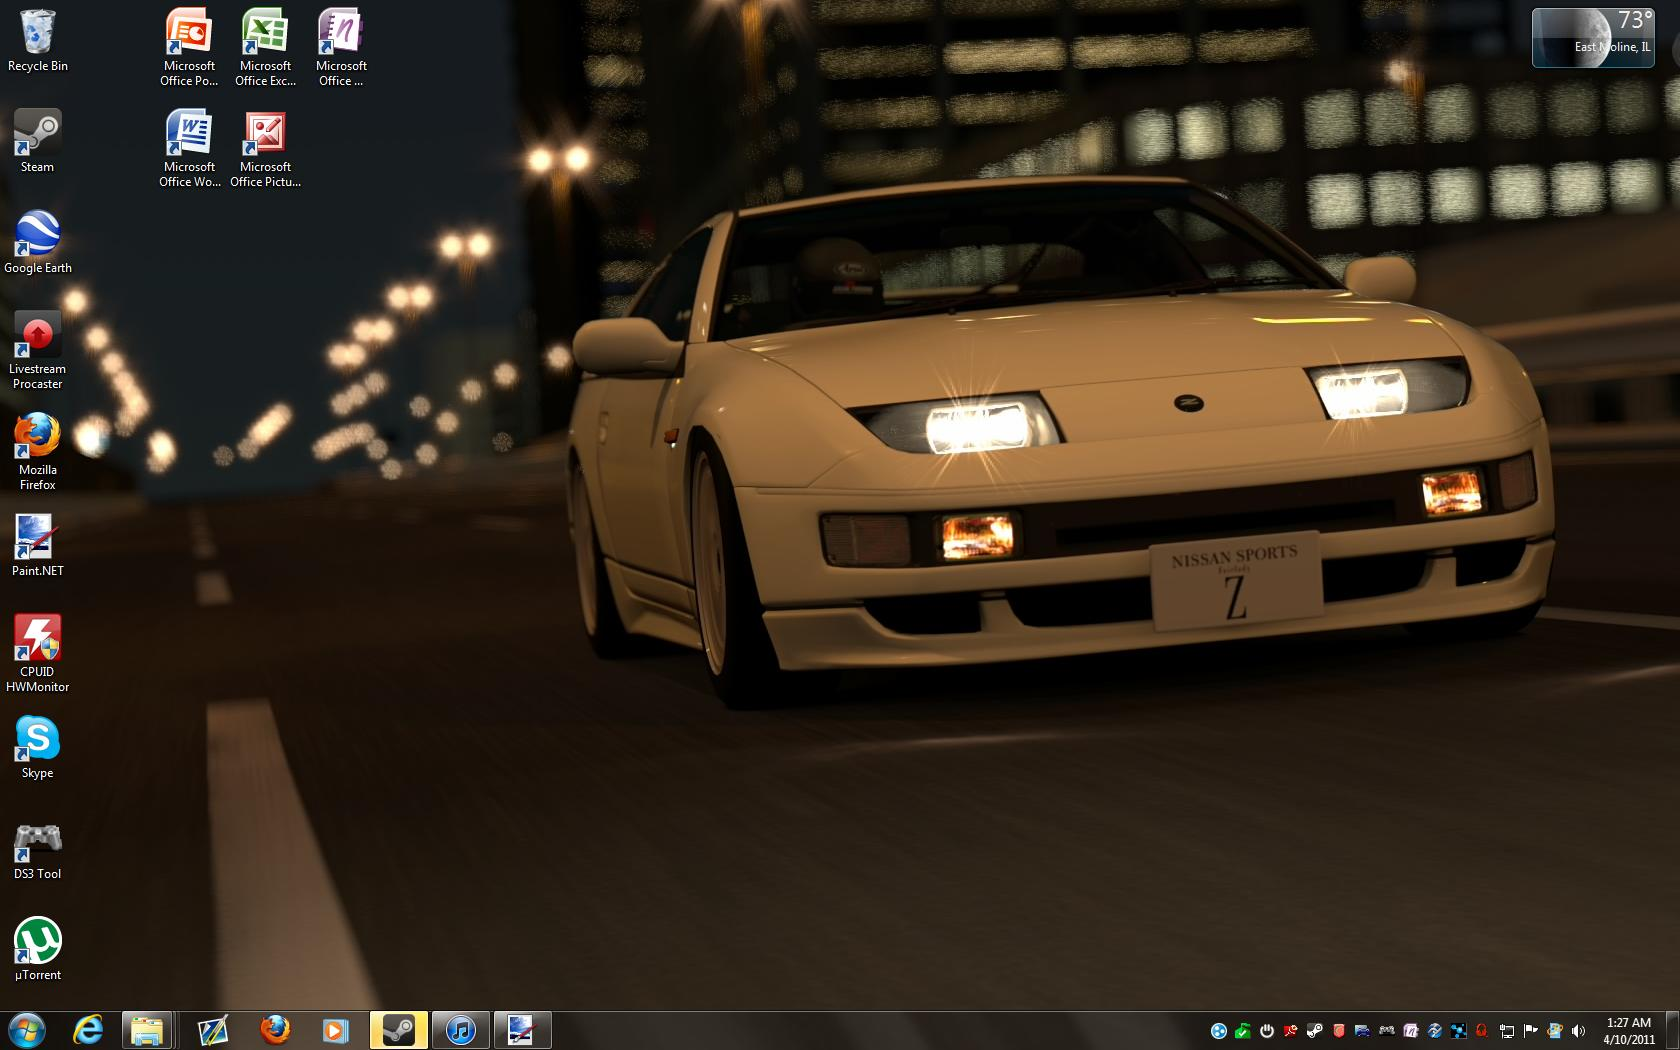 Recycle Bin
Microsoft
Office Po...
Microsoft
Office Exc...
Microsoft
Office ...
Steam
Microsoft
Office Wo...
Microsoft
Office Pictu...
Google Earth
Livestream
Procaster
Mozilla
Firefox
Paint.NET
CPUID
HWMonitor
Skype
DS3 Tool
µTorrent
73°
East Moline, IL
Arai
NISSAN SPORTS
Fairlady
Z
1:27 AM
4/10/2011